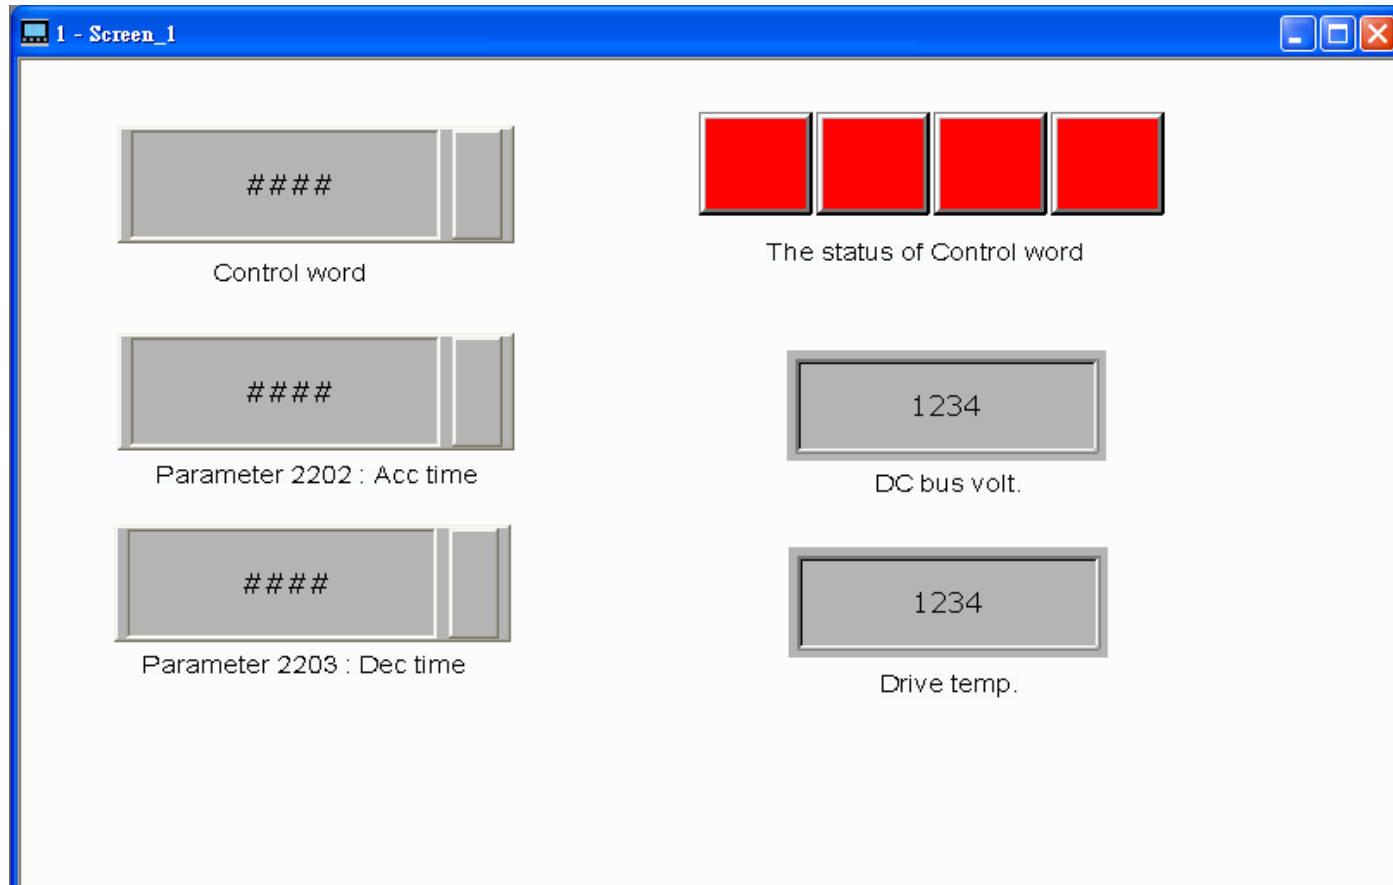 1 - Screen_1
####
Control word
The status of Control word
####
Parameter 2202 : Acc time
1234
DC bus volt.
####
Parameter 2203 : Dec time
1234
Drive temp.